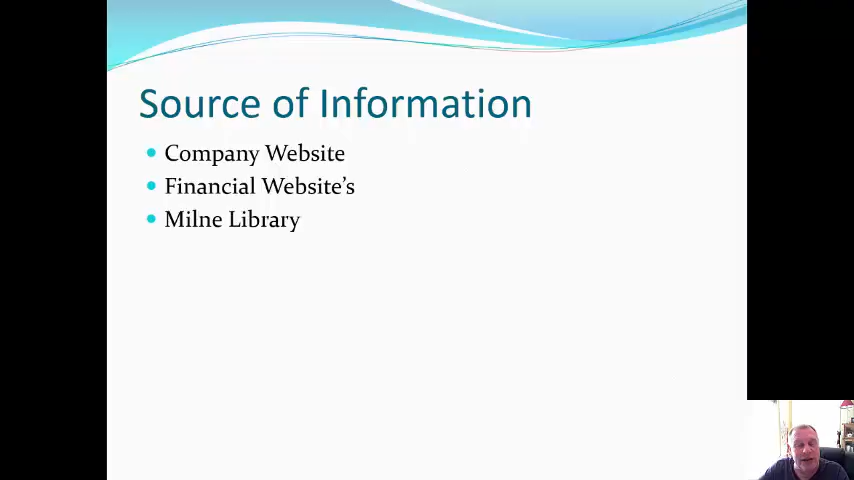 Source of Information
Company Website
Financial Website's
Milne Library